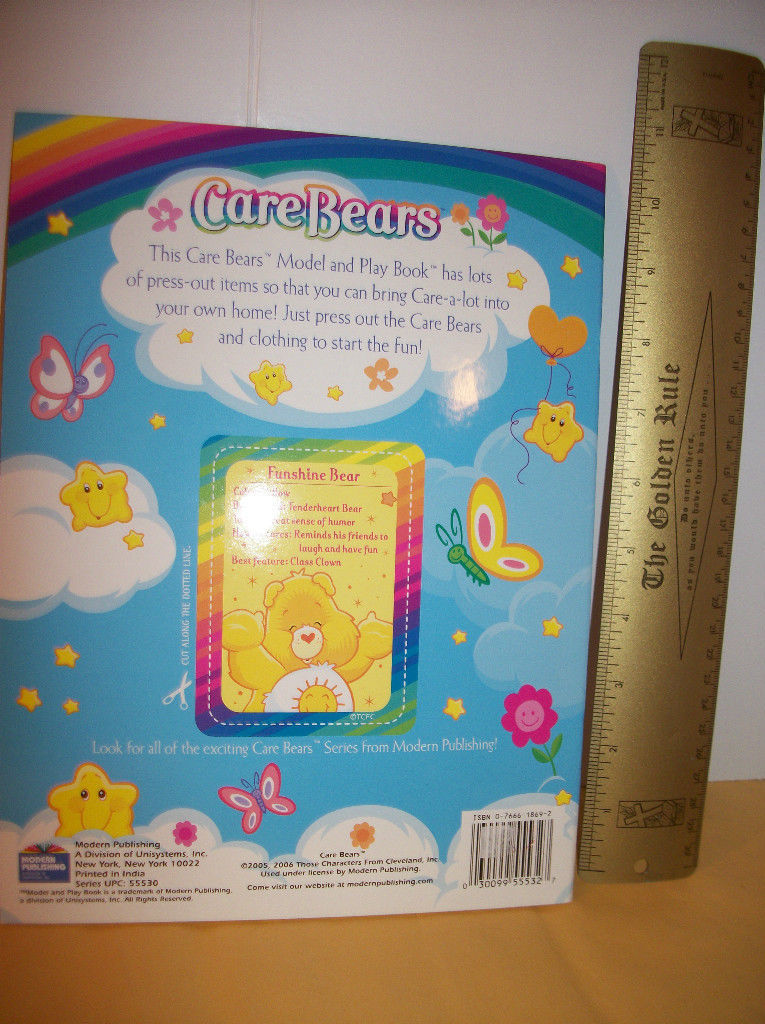 CareBears™
This Care Bears™ Model and Play Book™ has lots
of press-out items so that you can bring Care-a-lot into
your own home! Just press out the Care Bears
and clothing to start the fun!
Funshine Bear
Tenderheart Bear
sense of humor
Reminds his friends to
laugh and have fun
Best feature: Class Clown
©TCFC
CUT ALONG THE DOTTED LINE.
Look for all of the exciting Care Bears™ Series from Modern Publishing!
MODERN
PUBLISHING
Modern Publishing
A Division of Unisystems, Inc.
New York, New York 10022
Printed in India
Series UPC: 55530
™Model and Play Book is a trademark of Modern Publishing,
a division of Unisystems, Inc. All Rights Reserved.
Care Bears™
©2005, 2006 Those Characters From Cleveland, Inc.
Used under license by Modern Publishing.
Come visit our website at modernpublishing.com
ISBN 0-7666 1869-2
0 30099 55532 7
The Golden Rule
Do unto others,
as you would have them do unto you.